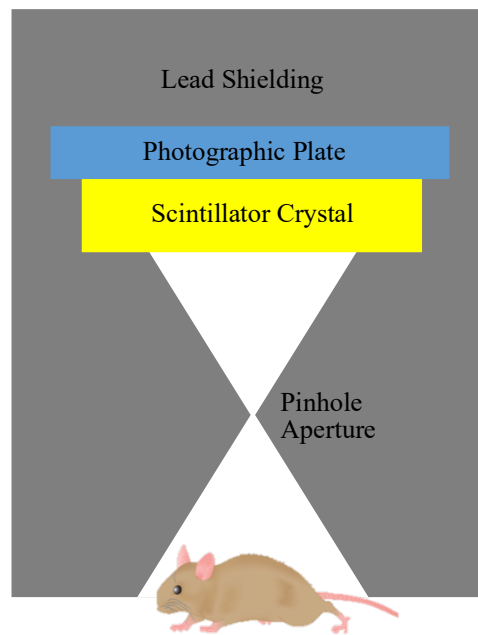 Lead Shielding
Photographic Plate
Scintillator Crystal
Pinhole
Aperture